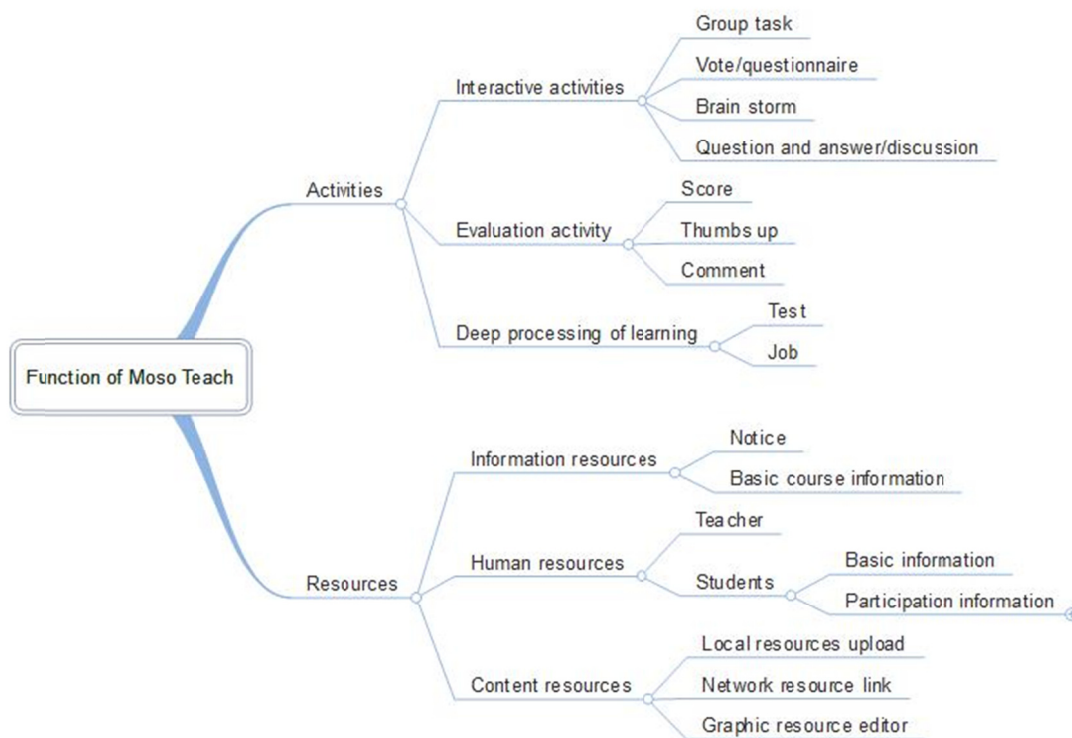 Function of Moso Teach
Activities
Interactive activities
Group task
Vote/questionnaire
Brain storm
Question and answer/discussion
Evaluation activity
Score
Thumbs up
Comment
Deep processing of learning
Test
Job
Resources
Information resources
Notice
Basic course information
Human resources
Teacher
Students
Basic information
Participation information
Content resources
Local resources upload
Network resource link
Graphic resource editor